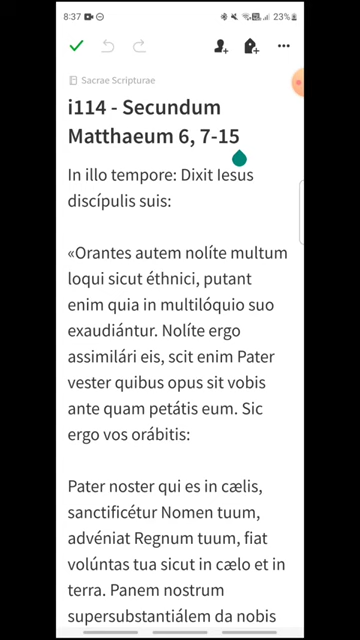 8:37
23%
Sacrae Scripturae
i114 - Secundum
Matthaeum 6, 7-15
In illo tempore: Dixit Iesus
discípulis suis:
«Orantes autem nolíte multum
loqui sicut éthnici, putant
enim quia in multilóquio suo
exaudiántur. Nolíte ergo
assimilári eis, scit enim Pater
vester quibus opus sit vobis
ante quam petátis eum. Sic
ergo vos orábitis:
Pater noster qui es in cælis,
sanctificétur Nomen tuum,
advéniat Regnum tuum, fiat
volúntas tua sicut in cælo et in
terra. Panem nostrum
supersubstantiálem da nobis